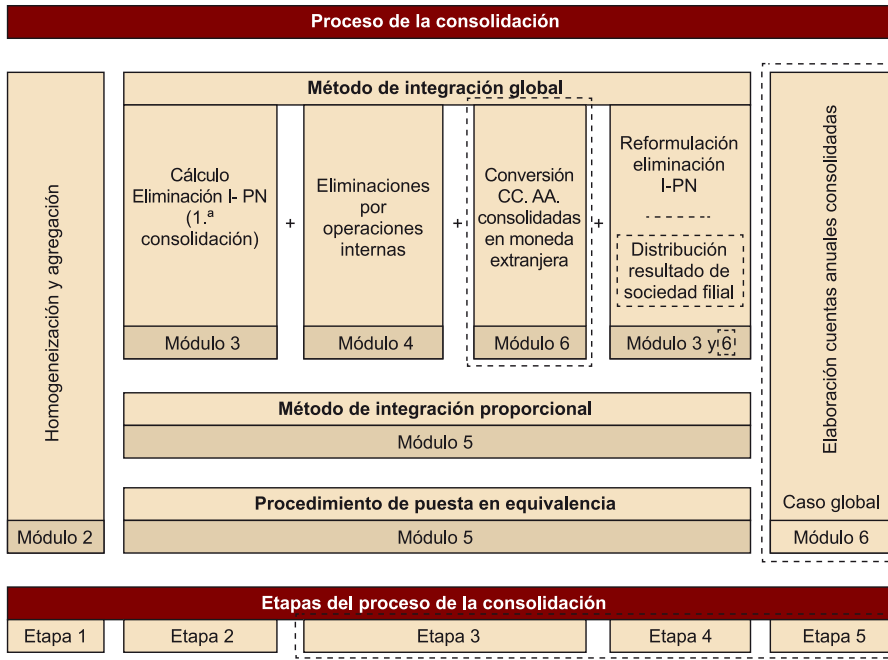 Proceso de la consolidación
Homogeneización y agregación
Módulo 2
Método de integración global
Cálculo
Eliminación I- PN
(1.ª
consolidación)
Módulo 3
+
Eliminaciones
por
operaciones
internas
Módulo 4
+
Conversión
CC. AA.
consolidadas
en moneda
extranjera
Módulo 6
+
Reformulación
eliminación
I-PN
Distribución
resultado de
sociedad filial
Módulo 3 y 6
Método de integración proporcional
Módulo 5
Procedimiento de puesta en equivalencia
Módulo 5
Elaboración cuentas anuales consolidadas
Caso global
Módulo 6
Etapas del proceso de la consolidación
Etapa 1
Etapa 2
Etapa 3
Etapa 4
Etapa 5